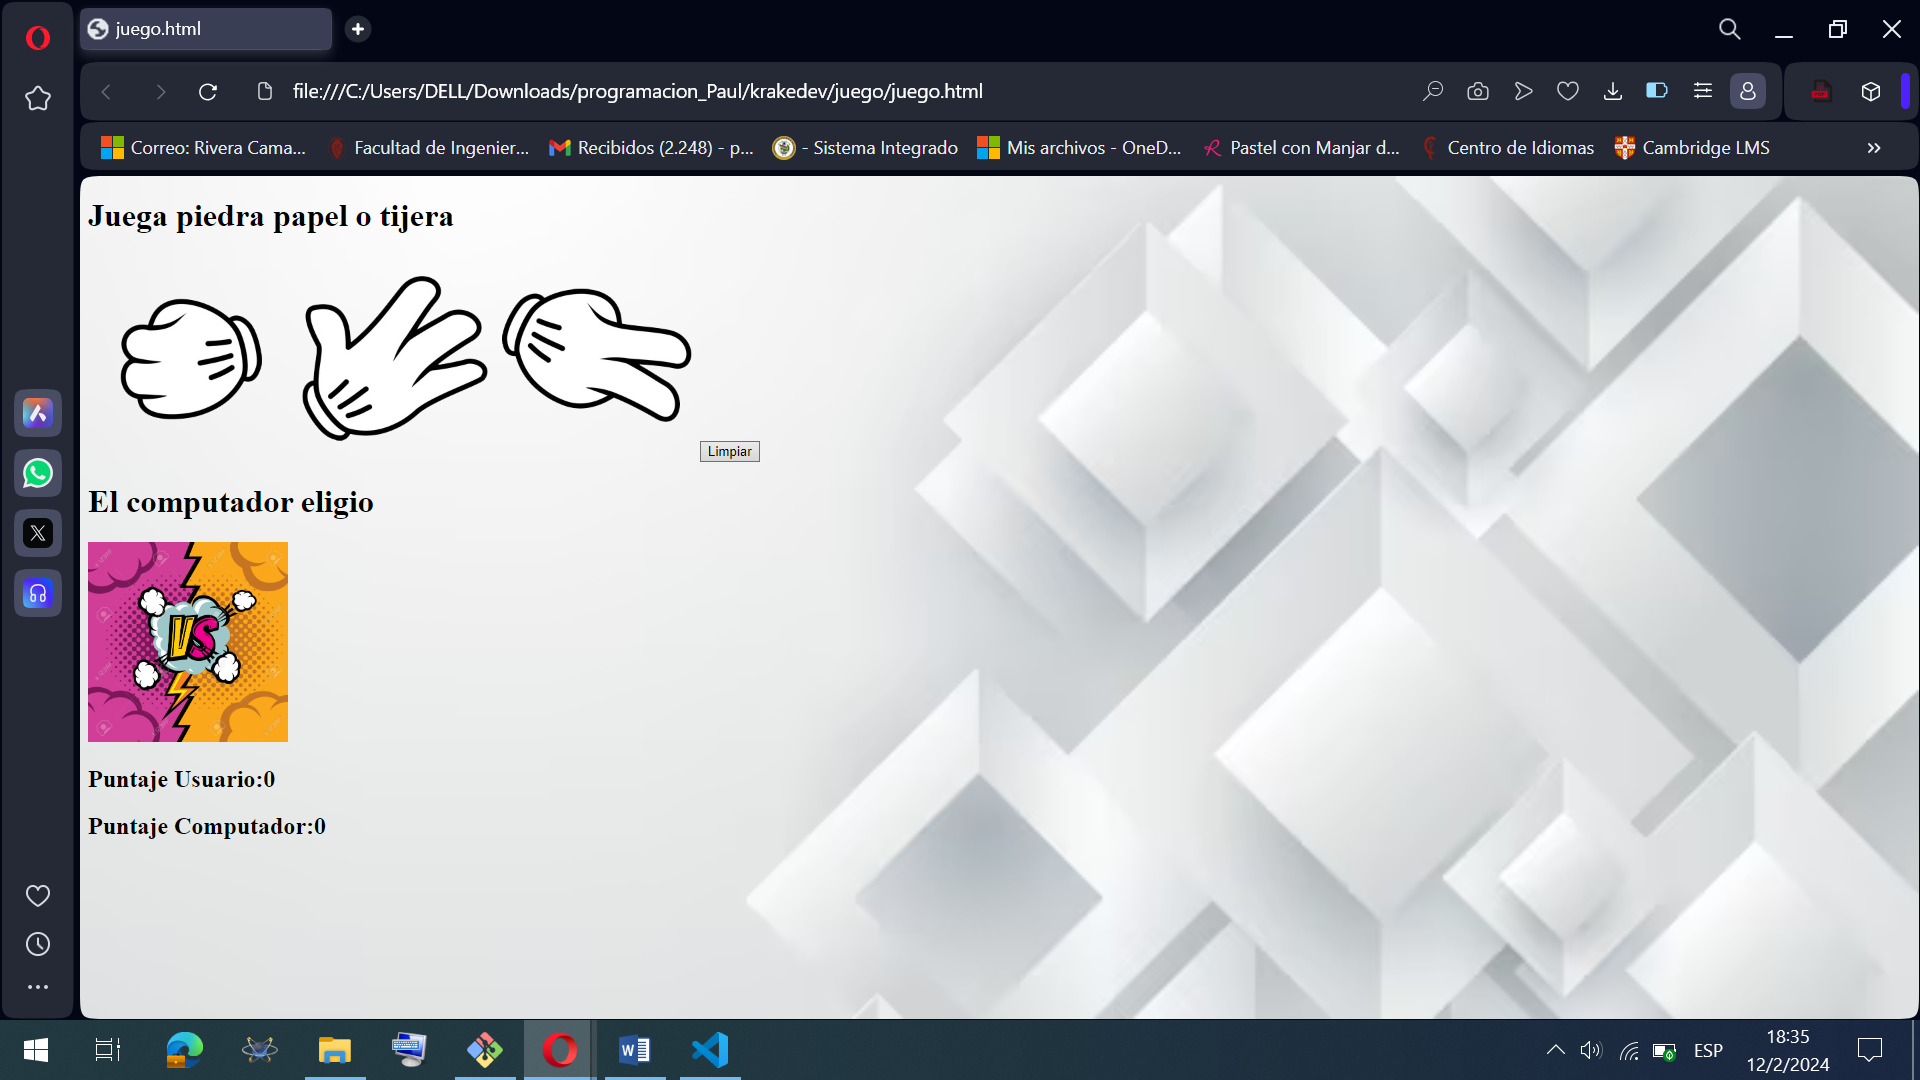 juego.html
file:///C:/Users/DELL/Downloads/programacion_Paul/krakedev/juego/juego.html
Correo: Rivera Cama... Facultad de Ingenier... Recibidos (2.248) - p... - Sistema Integrado Mis archivos - OneD... Pastel con Manjar d... Centro de Idiomas Cambridge LMS
Juega piedra papel o tijera
Limpiar
El computador eligio
VS
Puntaje Usuario:0
Puntaje Computador:0
ESP
18:35
12/2/2024